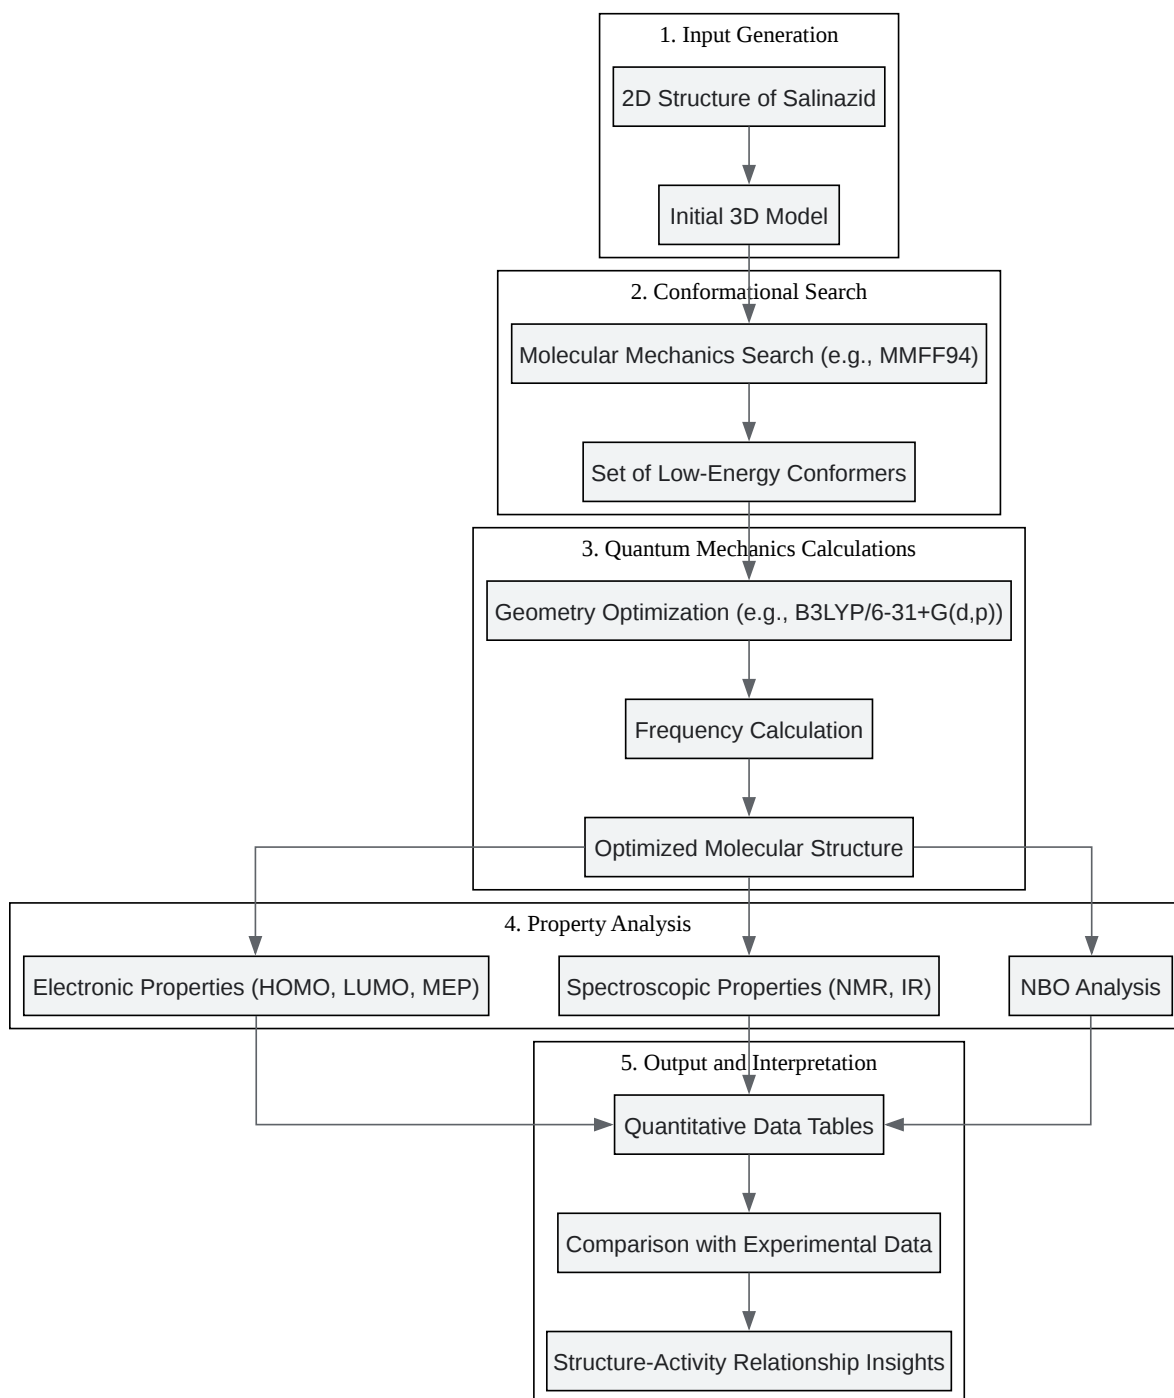 1. Input Generation
2D Structure of Salinazid
Initial 3D Model
2. Conformational Search
Molecular Mechanics Search (e.g., MMFF94)
Set of Low-Energy Conformers
3. Quantum Mechanics Calculations
Geometry Optimization (e.g., B3LYP/6-31+G(d,p))
Frequency Calculation
Optimized Molecular Structure
4. Property Analysis
Electronic Properties (HOMO, LUMO, MEP)
Spectroscopic Properties (NMR, IR)
NBO Analysis
5. Output and Interpretation
Quantitative Data Tables
Comparison with Experimental Data
Structure-Activity Relationship Insights